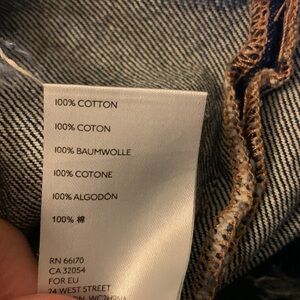 100% COTTON
100% COTON
100% BAUMWOLLE
100% COTONE
100% ALGODÓN
100% 棉
RN 66170
CA 32054
FOR EU
24 WEST STREET